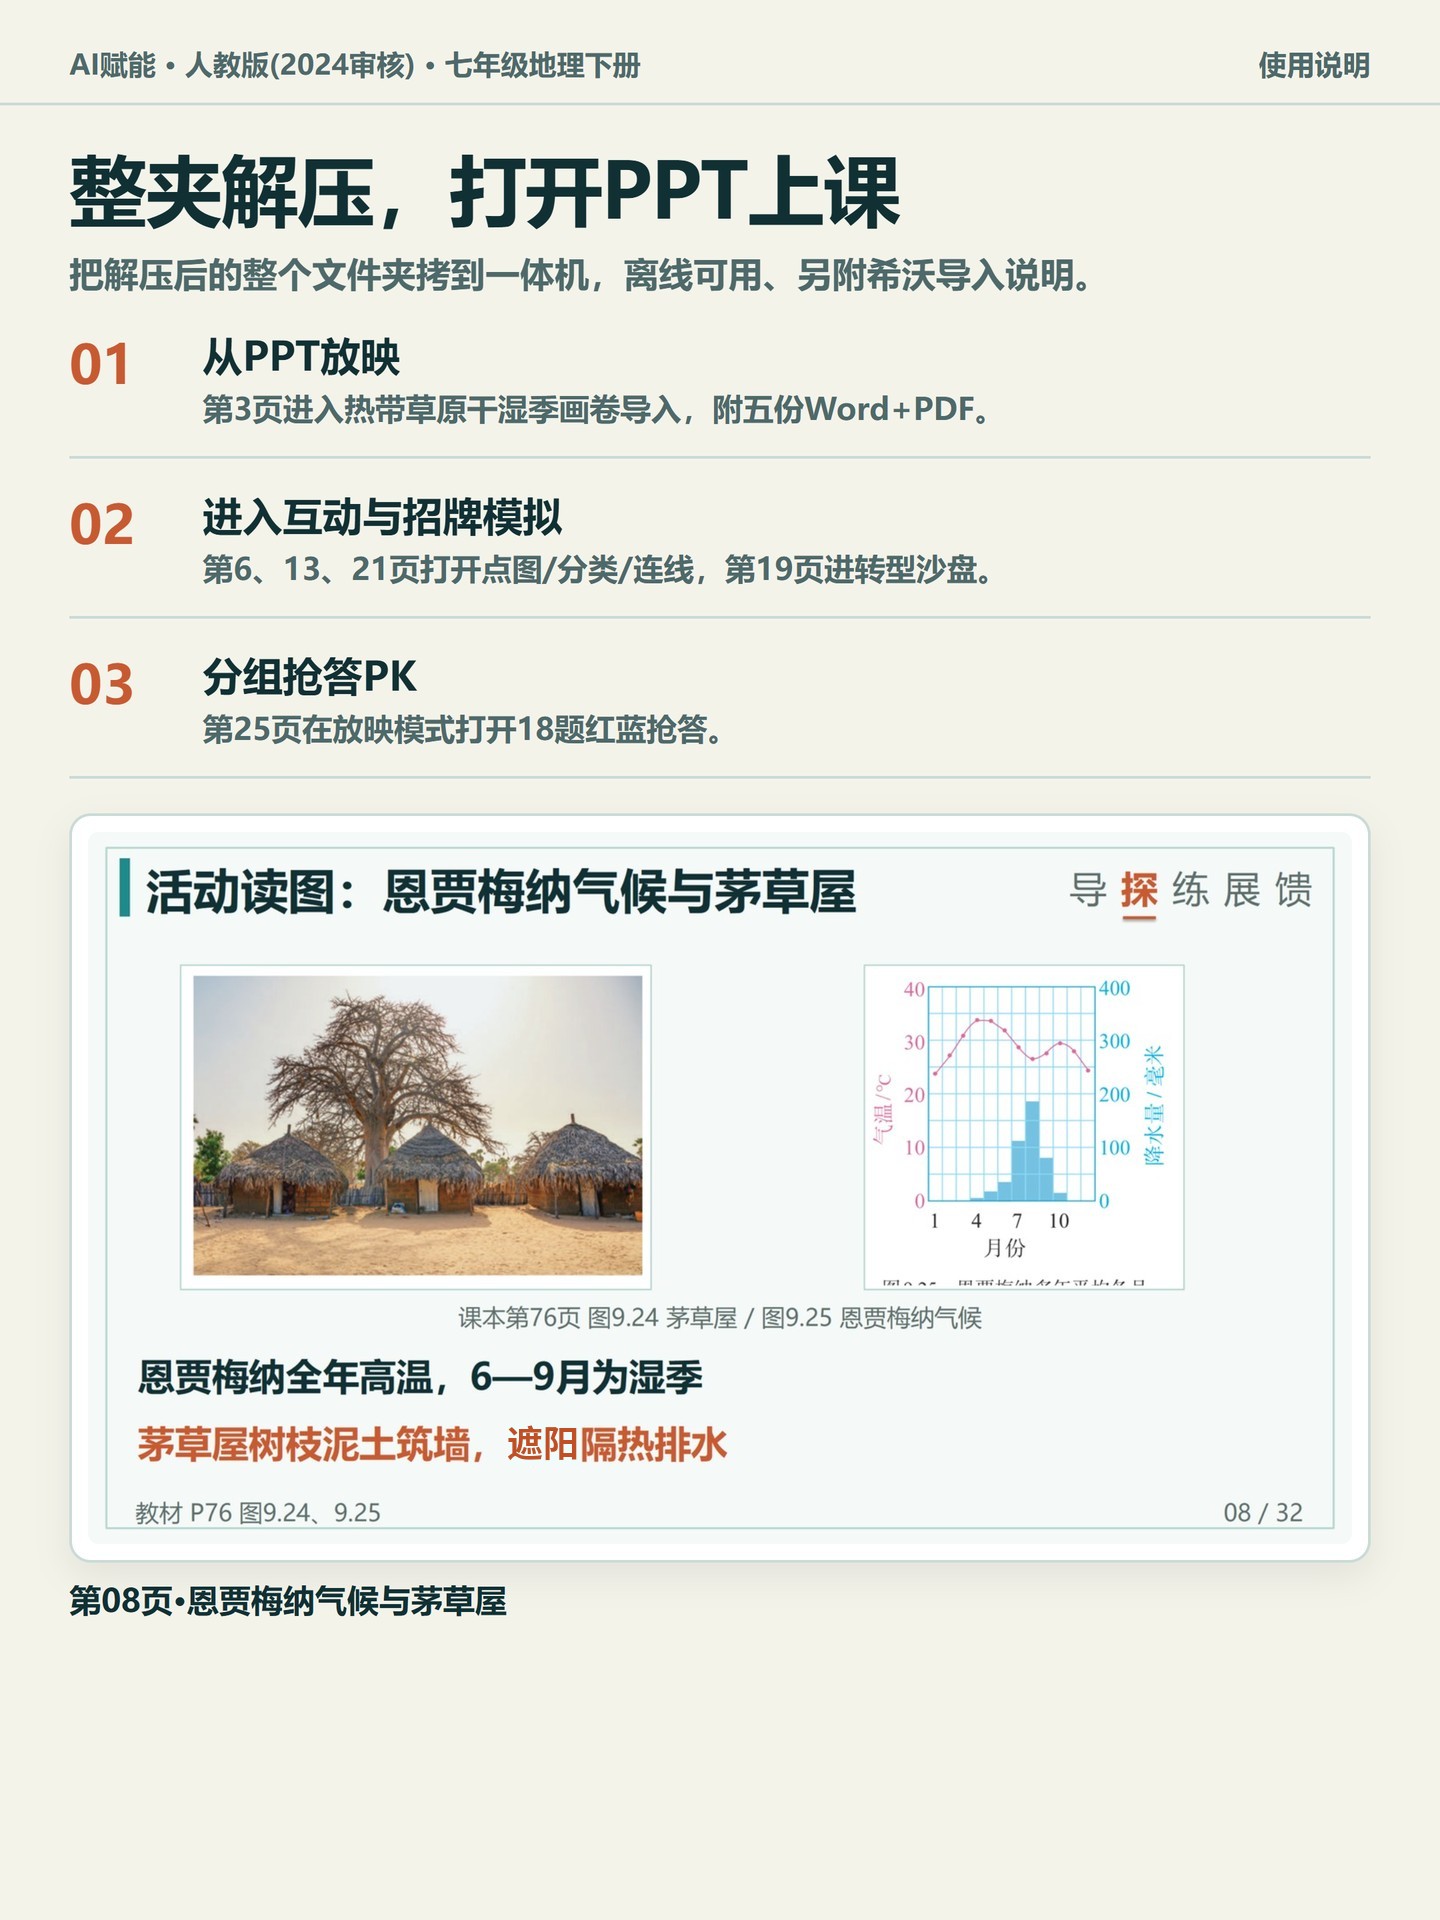 AI赋能 • 人教版(2024审核) • 七年级地理下册
使用说明
整夹解压，打开PPT上课
把解压后的整个文件夹拷到一体机，离线可用、另附希沃导入说明。
01
从PPT放映
第3页进入热带草原干湿季画卷导入，附五份Word+PDF。
02
进入互动与招牌模拟
第6、13、21页打开点图/分类/连线，第19页进转型沙盘。
03
分组抢答PK
第25页在放映模式打开18题红蓝抢答。
活动读图：恩贾梅纳气候与茅草屋
导 探 练 展 馈
40
30
20
10
0
气温/℃
400
300
200
100
0
降水量/毫米
1 4 7 10
月份
图9.25 恩贾梅纳多年平均各月
课本第76页 图9.24 茅草屋 / 图9.25 恩贾梅纳气候
恩贾梅纳全年高温，6—9月为湿季
茅草屋树枝泥土筑墙，遮阳隔热排水
教材 P76 图9.24、9.25
08 / 32
第08页•恩贾梅纳气候与茅草屋